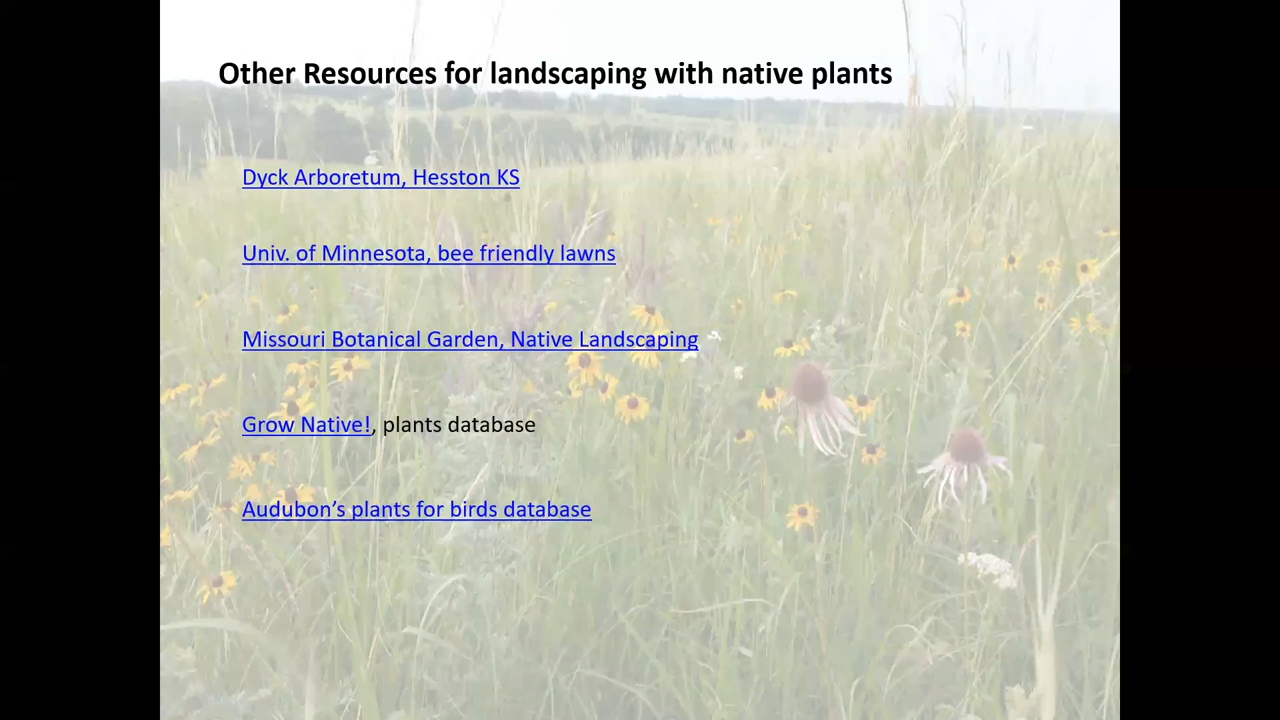 Other Resources for landscaping with native plants
Dyck Arboretum, Hesston KS
Univ. of Minnesota, bee friendly lawns
Missouri Botanical Garden, Native Landscaping
Grow Native!, plants database
Audubon’s plants for birds database